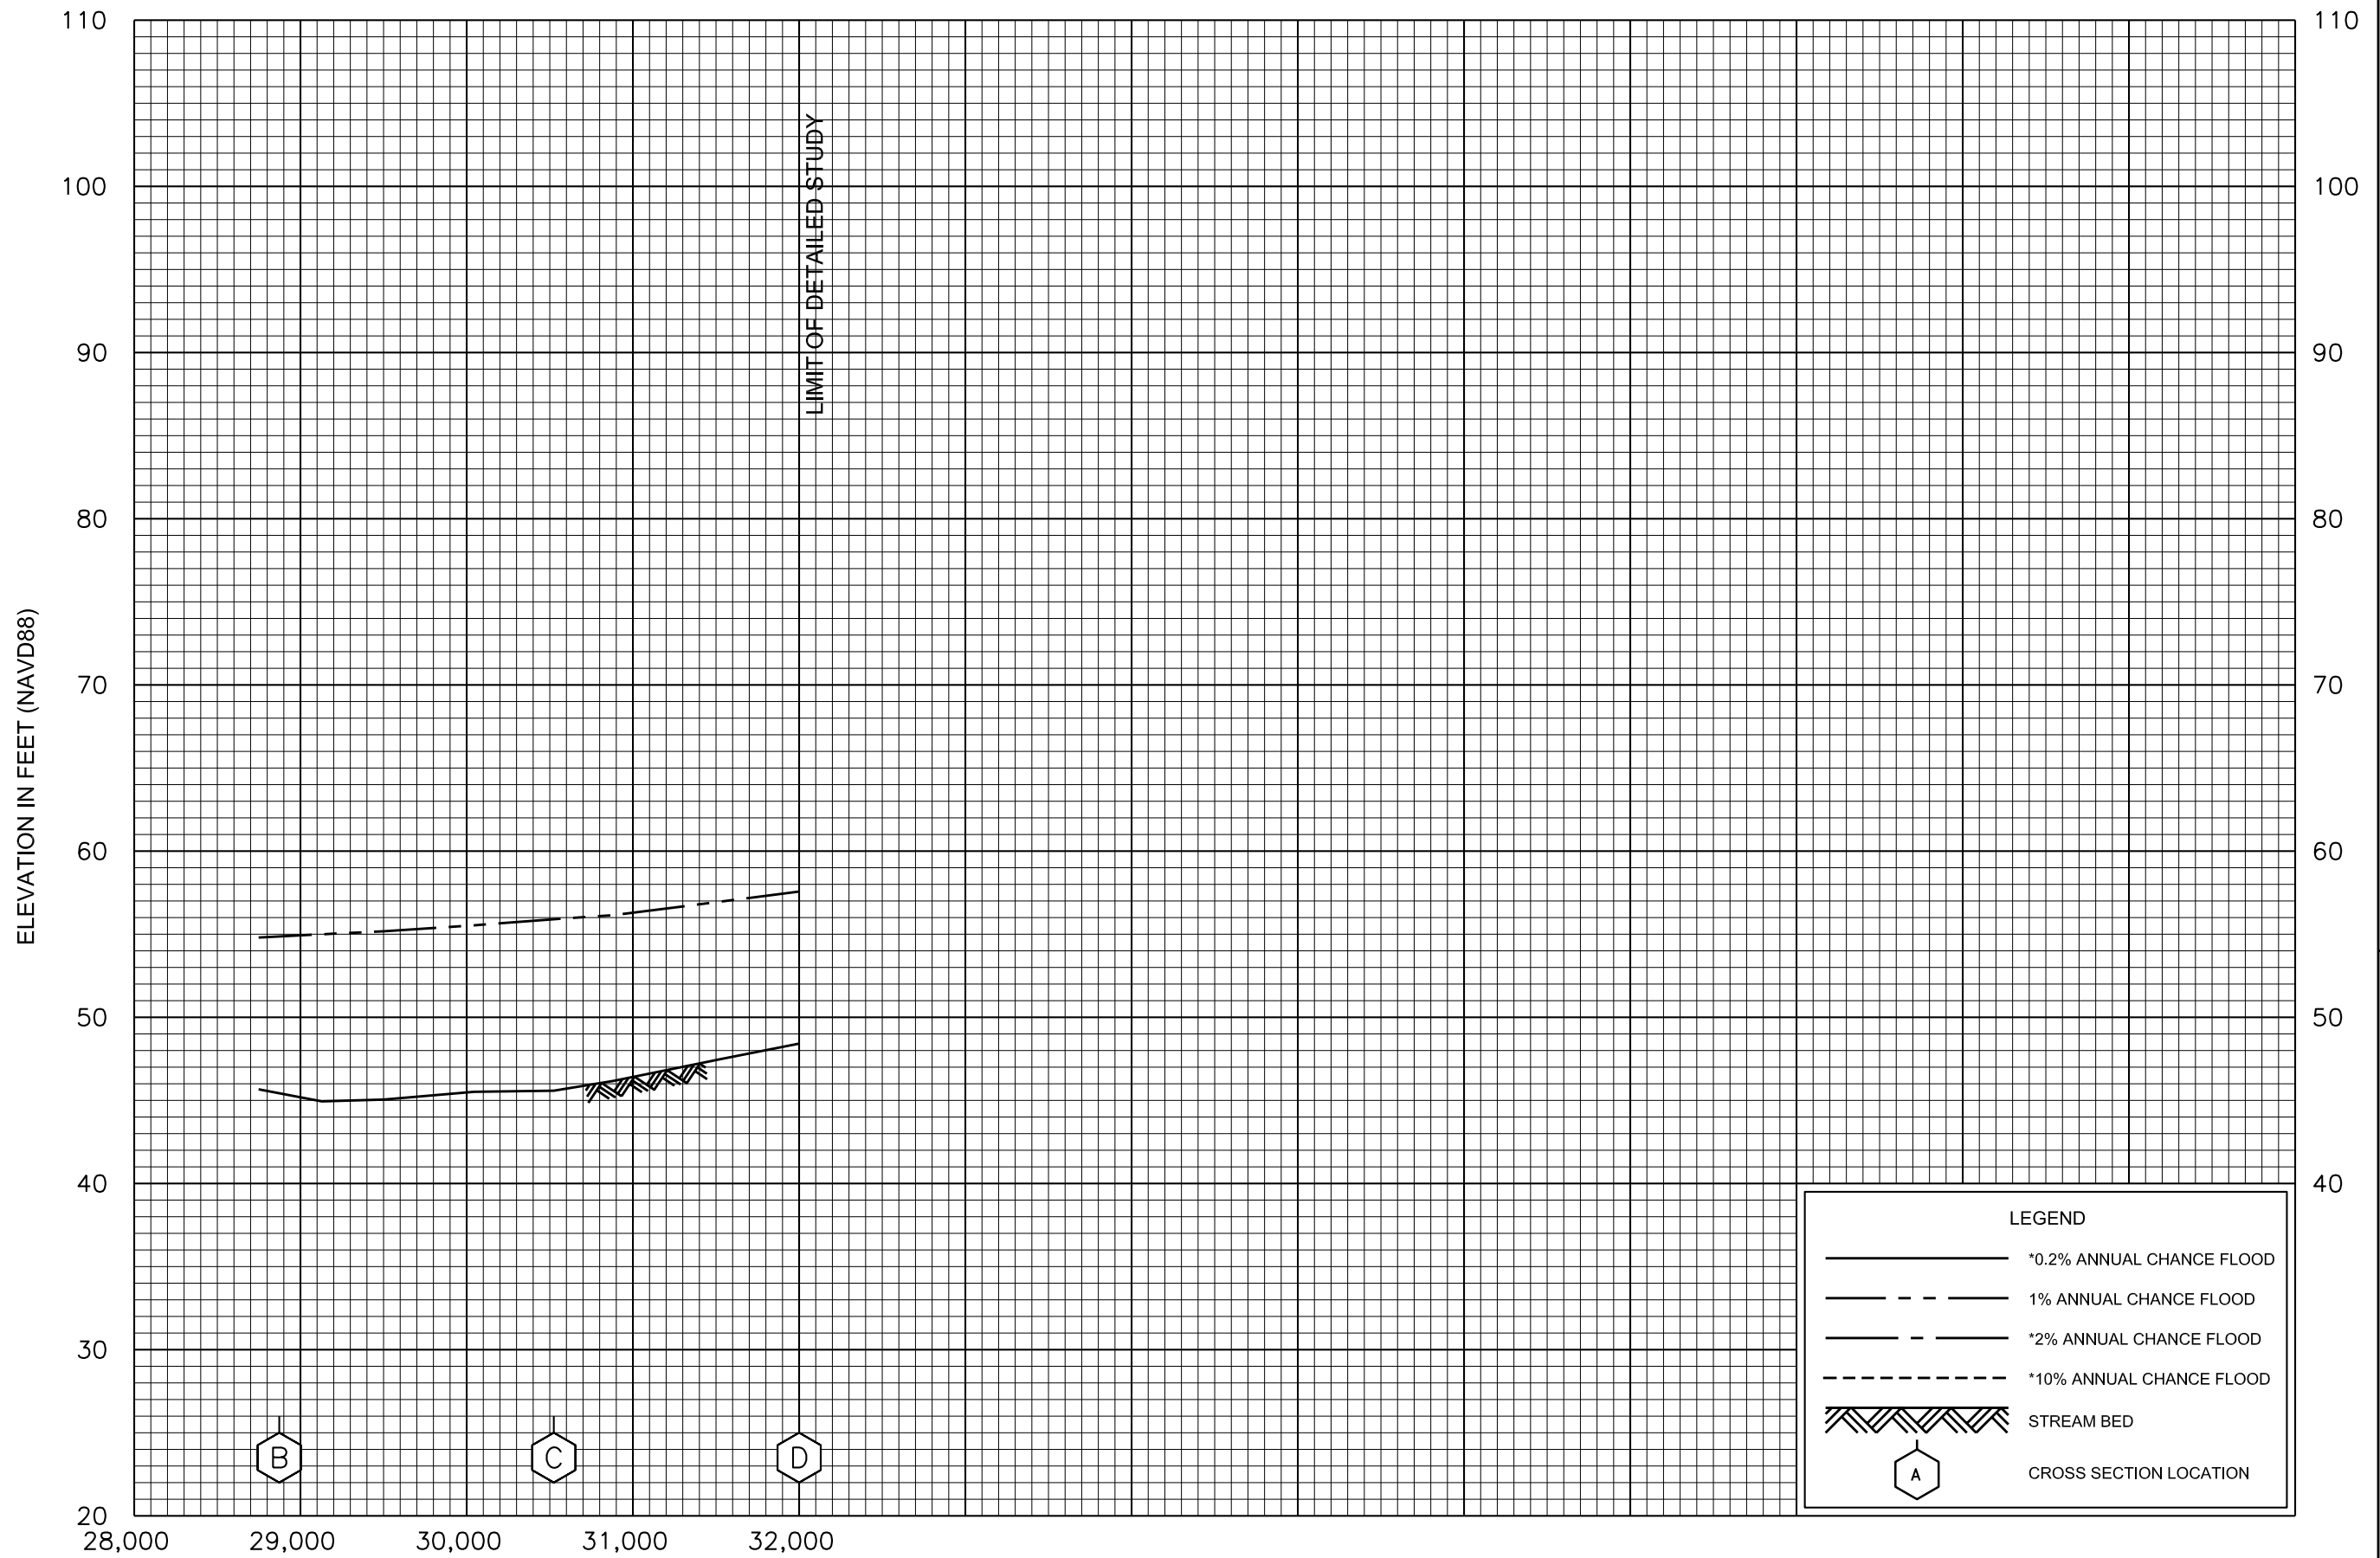 110
110
100
100
90
90
80
80
70
70
60
60
50
50
40
40
30
20
ELEVATION IN FEET (NAVD88)
LIMIT OF DETAILED STUDY
B
C
D
28,000
29,000
30,000
31,000
32,000
LEGEND
*0.2% ANNUAL CHANCE FLOOD
1% ANNUAL CHANCE FLOOD
*2% ANNUAL CHANCE FLOOD
*10% ANNUAL CHANCE FLOOD
STREAM BED
A
CROSS SECTION LOCATION